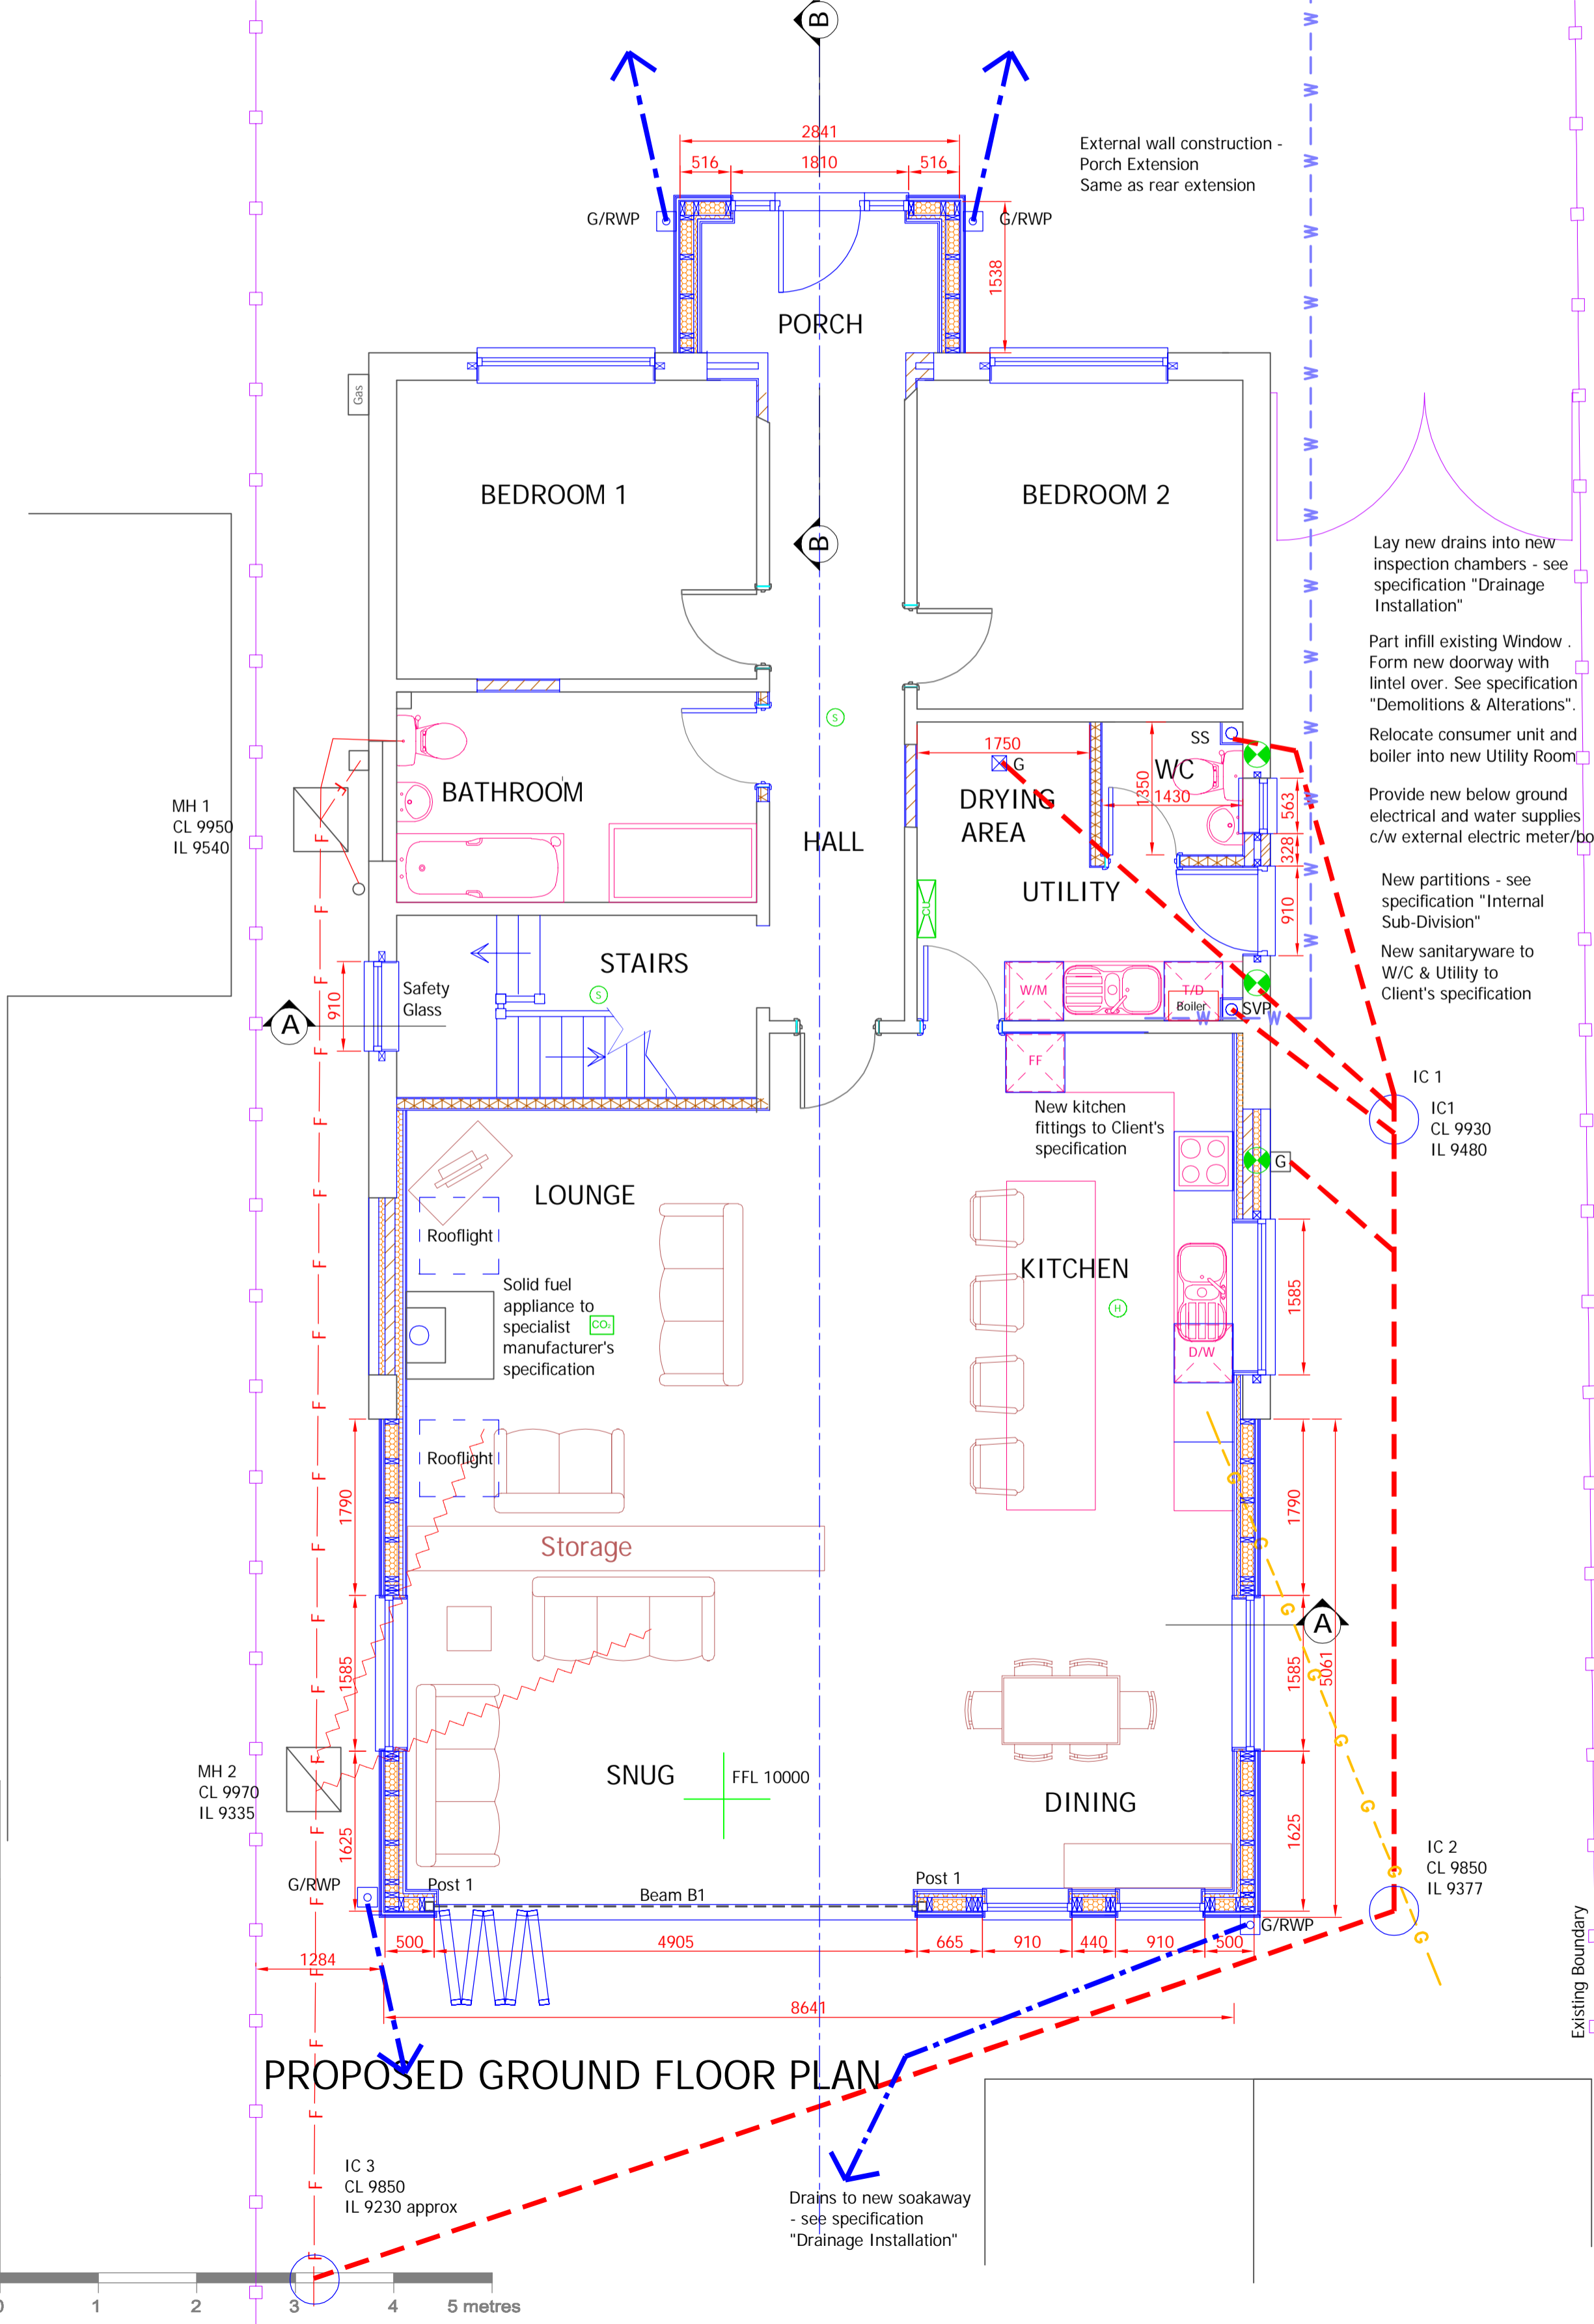 B
2841
516
1810
516
External wall construction -
Porch Extension
Same as rear extension
G/RWP
G/RWP
1538
PORCH
Gas
BEDROOM 1
BEDROOM 2
B
Lay new drains into new
inspection chambers - see
specification "Drainage
Installation"
Part infill existing Window .
Form new doorway with
lintel over. See specification
"Demolitions & Alterations".
Relocate consumer unit and
boiler into new Utility Room
Provide new below ground
electrical and water supplies
c/w external electric meter/bo
New partitions - see
specification "Internal
Sub-Division"
New sanitaryware to
W/C & Utility to
Client's specification
S
SS
1750
G
WC
1350
1430
563
328
910
BATHROOM
DRYING
AREA
HALL
UTILITY
MH 1
CL 9950
IL 9540
CU
STAIRS
S
Safety
Glass
910
A
W/M
T/D
Boiler
SVP
W
W
FF
IC 1
IC1
CL 9930
IL 9480
New kitchen
fittings to Client's
specification
G
LOUNGE
Rooflight
Solid fuel
appliance to
specialist
manufacturer's
specification
CO₂
KITCHEN
H
1585
D/W
Rooflight
1790
1790
Storage
A
1585
1585
5061
SNUG
FFL 10000
DINING
MH 2
CL 9970
IL 9335
1625
1625
IC 2
CL 9850
IL 9377
G/RWP
Post 1
Beam B1
Post 1
G/RWP
500
4905
665
910
440
910
500
1284
8641
Existing Boundary
PROPOSED GROUND FLOOR PLAN
IC 3
CL 9850
IL 9230 approx
Drains to new soakaway
- see specification
"Drainage Installation"
0
1
2
3
4
5 metres